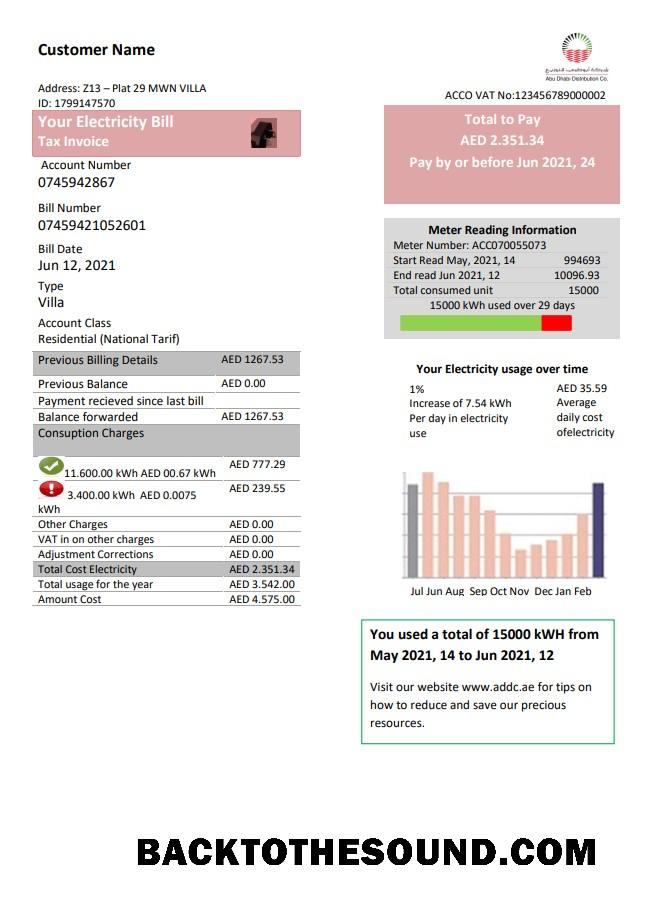 Customer Name
Address: Z13 – Plat 29 MWN VILLA
ID: 1799147570
Your Electricity Bill
Tax Invoice
Account Number
0745942867
Bill Number
07459421052601
Bill Date
Jun 12, 2021
Type
Villa
Account Class
Residential (National Tarif)
Previous Billing Details AED 1267.53
Previous Balance AED 0.00
Payment recieved since last bill
Balance forwarded AED 1267.53
Consuption Charges
11.600.00 kWh AED 00.67 kWh AED 777.29
3.400.00 kWh AED 0.0075 AED 239.55
kWh
Other Charges AED 0.00
VAT in on other charges AED 0.00
Adjustment Corrections AED 0.00
Total Cost Electricity AED 2.351.34
Total usage for the year AED 3.542.00
Amount Cost AED 4.575.00
Abu Dhabi Distribution Co.
ACCO VAT No:123456789000002
Total to Pay
AED 2.351.34
Pay by or before Jun 2021, 24
Meter Reading Information
Meter Number: ACC070055073
Start Read May, 2021, 14 994693
End read Jun 2021, 12 10096.93
Total consumed unit 15000
15000 kWh used over 29 days
Your Electricity usage over time
1% AED 35.59
Increase of 7.54 kWh Average
Per day in electricity daily cost
use ofelectricity
Jul Jun Aug Sep Oct Nov Dec Jan Feb
You used a total of 15000 kWH from
May 2021, 14 to Jun 2021, 12
Visit our website www.addc.ae for tips on
how to reduce and save our precious
resources.
BACKTOTHESOUND.COM